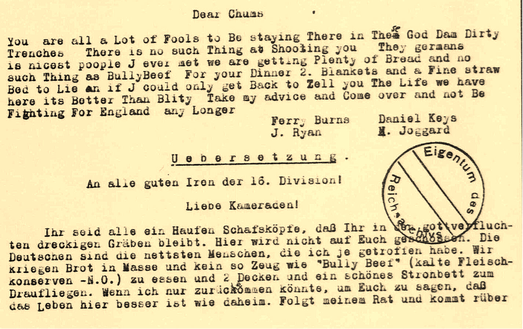 Dear Chums
You are all a Lot of Fools to Be staying There in Thes God Dam Dirty
Trenches There is no such Thing at Shooling you They germans
is nicest poople J ever met we are getting Plenty of Bread and no
such Thing as BullyBeef For your Dinner 2. Blankets and a Fine straw
Bed to Lie an if J could only get Back to Zell you The Life we have
here its Better Than Blity Take my advice and Come over and not Be
Fighting For England any Longer
Ferry Burns Daniel Keys
J. Ryan M. Joggard
Uebersetzung.
An alle guten Iren der 16. Division!
Liebe Kameraden!
Ihr seid alle ein Haufen Schafsköpfe, daß Ihr in gottverfluch-
ten dreckigen Gräben bleibt. Hier wird nicht auf Euch geschossen. Die
Deutschen sind die nettsten Menschen, die ich je getroffen habe. Wir
kriegen Brot in Masse und kein so Zeug wie "Bully Beef" (kalte Fleisch-
konserven -N.O.) zu essen und 2 Decken und ein schönes Strohbett zum
Draufliegen. Wenn ich nur zurückommen könnte, um Euch zu sagen, daß
das Leben hier besser ist wie daheim. Folgt meinem Rat und kommt rüber
Eigentum des
Reichsarchivs